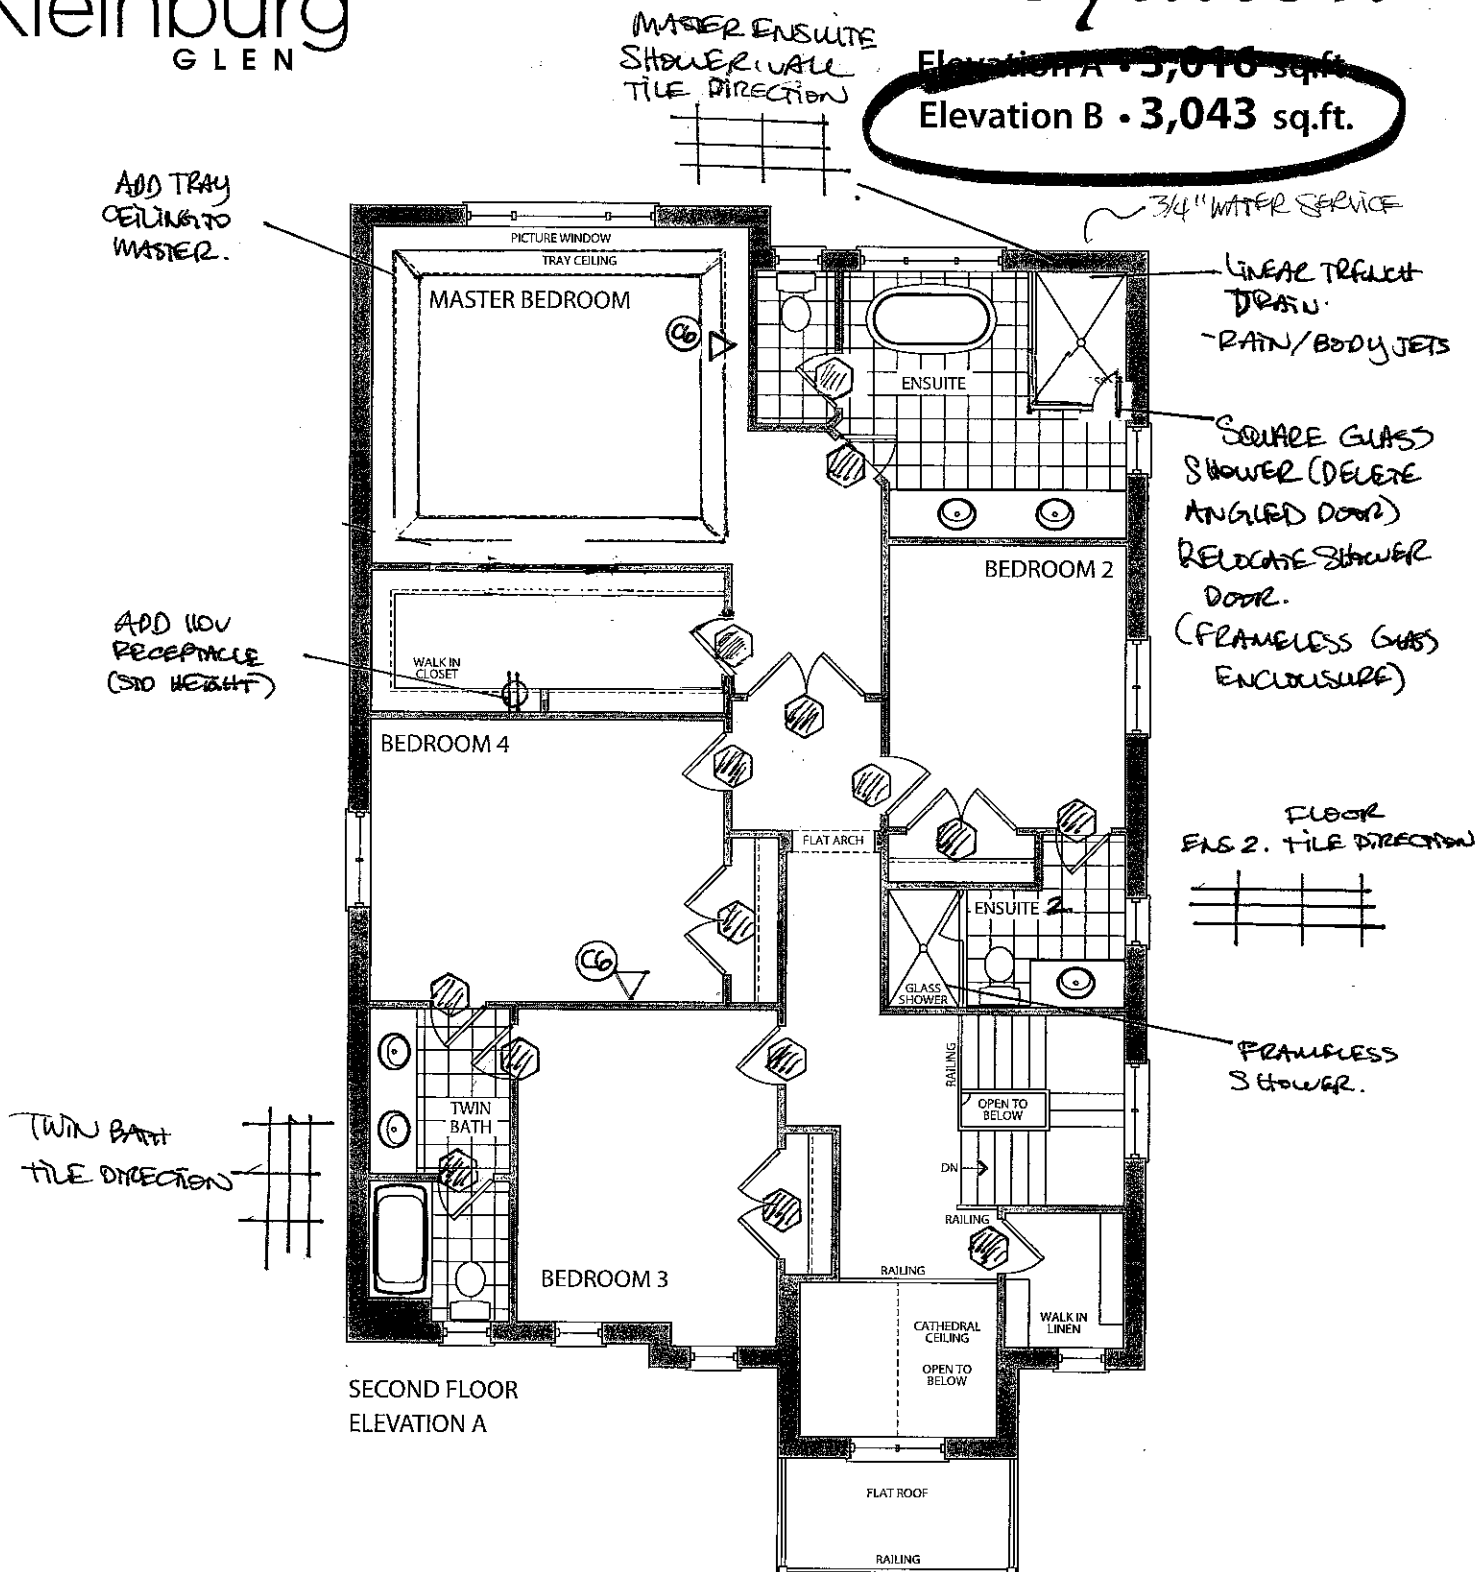 Kleinburg
GLEN
MASTER ENSUITE
SHOWER WALL
TILE DIRECTION
Elevation A • 3,016 sq.ft.
Elevation B • 3,043 sq.ft.
3/4" WATER SERVICE
ADD TRAY
CEILING TO
MASTER.
PICTURE WINDOW
TRAY CEILING
MASTER BEDROOM
C6
ENSUITE
LINEAR TRENCH
DRAIN.
-RAIN/BODY JETS
SQUARE GLASS
SHOWER (DELETE
ANGLED DOOR)
RELOCATE SHOWER
DOOR.
(FRAMELESS GLASS
ENCLOUSURE)
BEDROOM 2
ADD 110V
RECEPTACLE
(STD HEIGHT)
WALK IN
CLOSET
BEDROOM 4
FLAT ARCH
FLOOR
ENS 2. TILE DIRECTION
ENSUITE 2
C6
GLASS
SHOWER
RAILING
FRAMELESS
SHOWER.
OPEN TO
BELOW
TWIN
BATH
TWIN BATH
TILE DIRECTION
DN
RAILING
BEDROOM 3
RAILING
WALK IN
LINEN
CATHEDRAL
CEILING
OPEN TO
BELOW
SECOND FLOOR
ELEVATION A
FLAT ROOF
RAILING